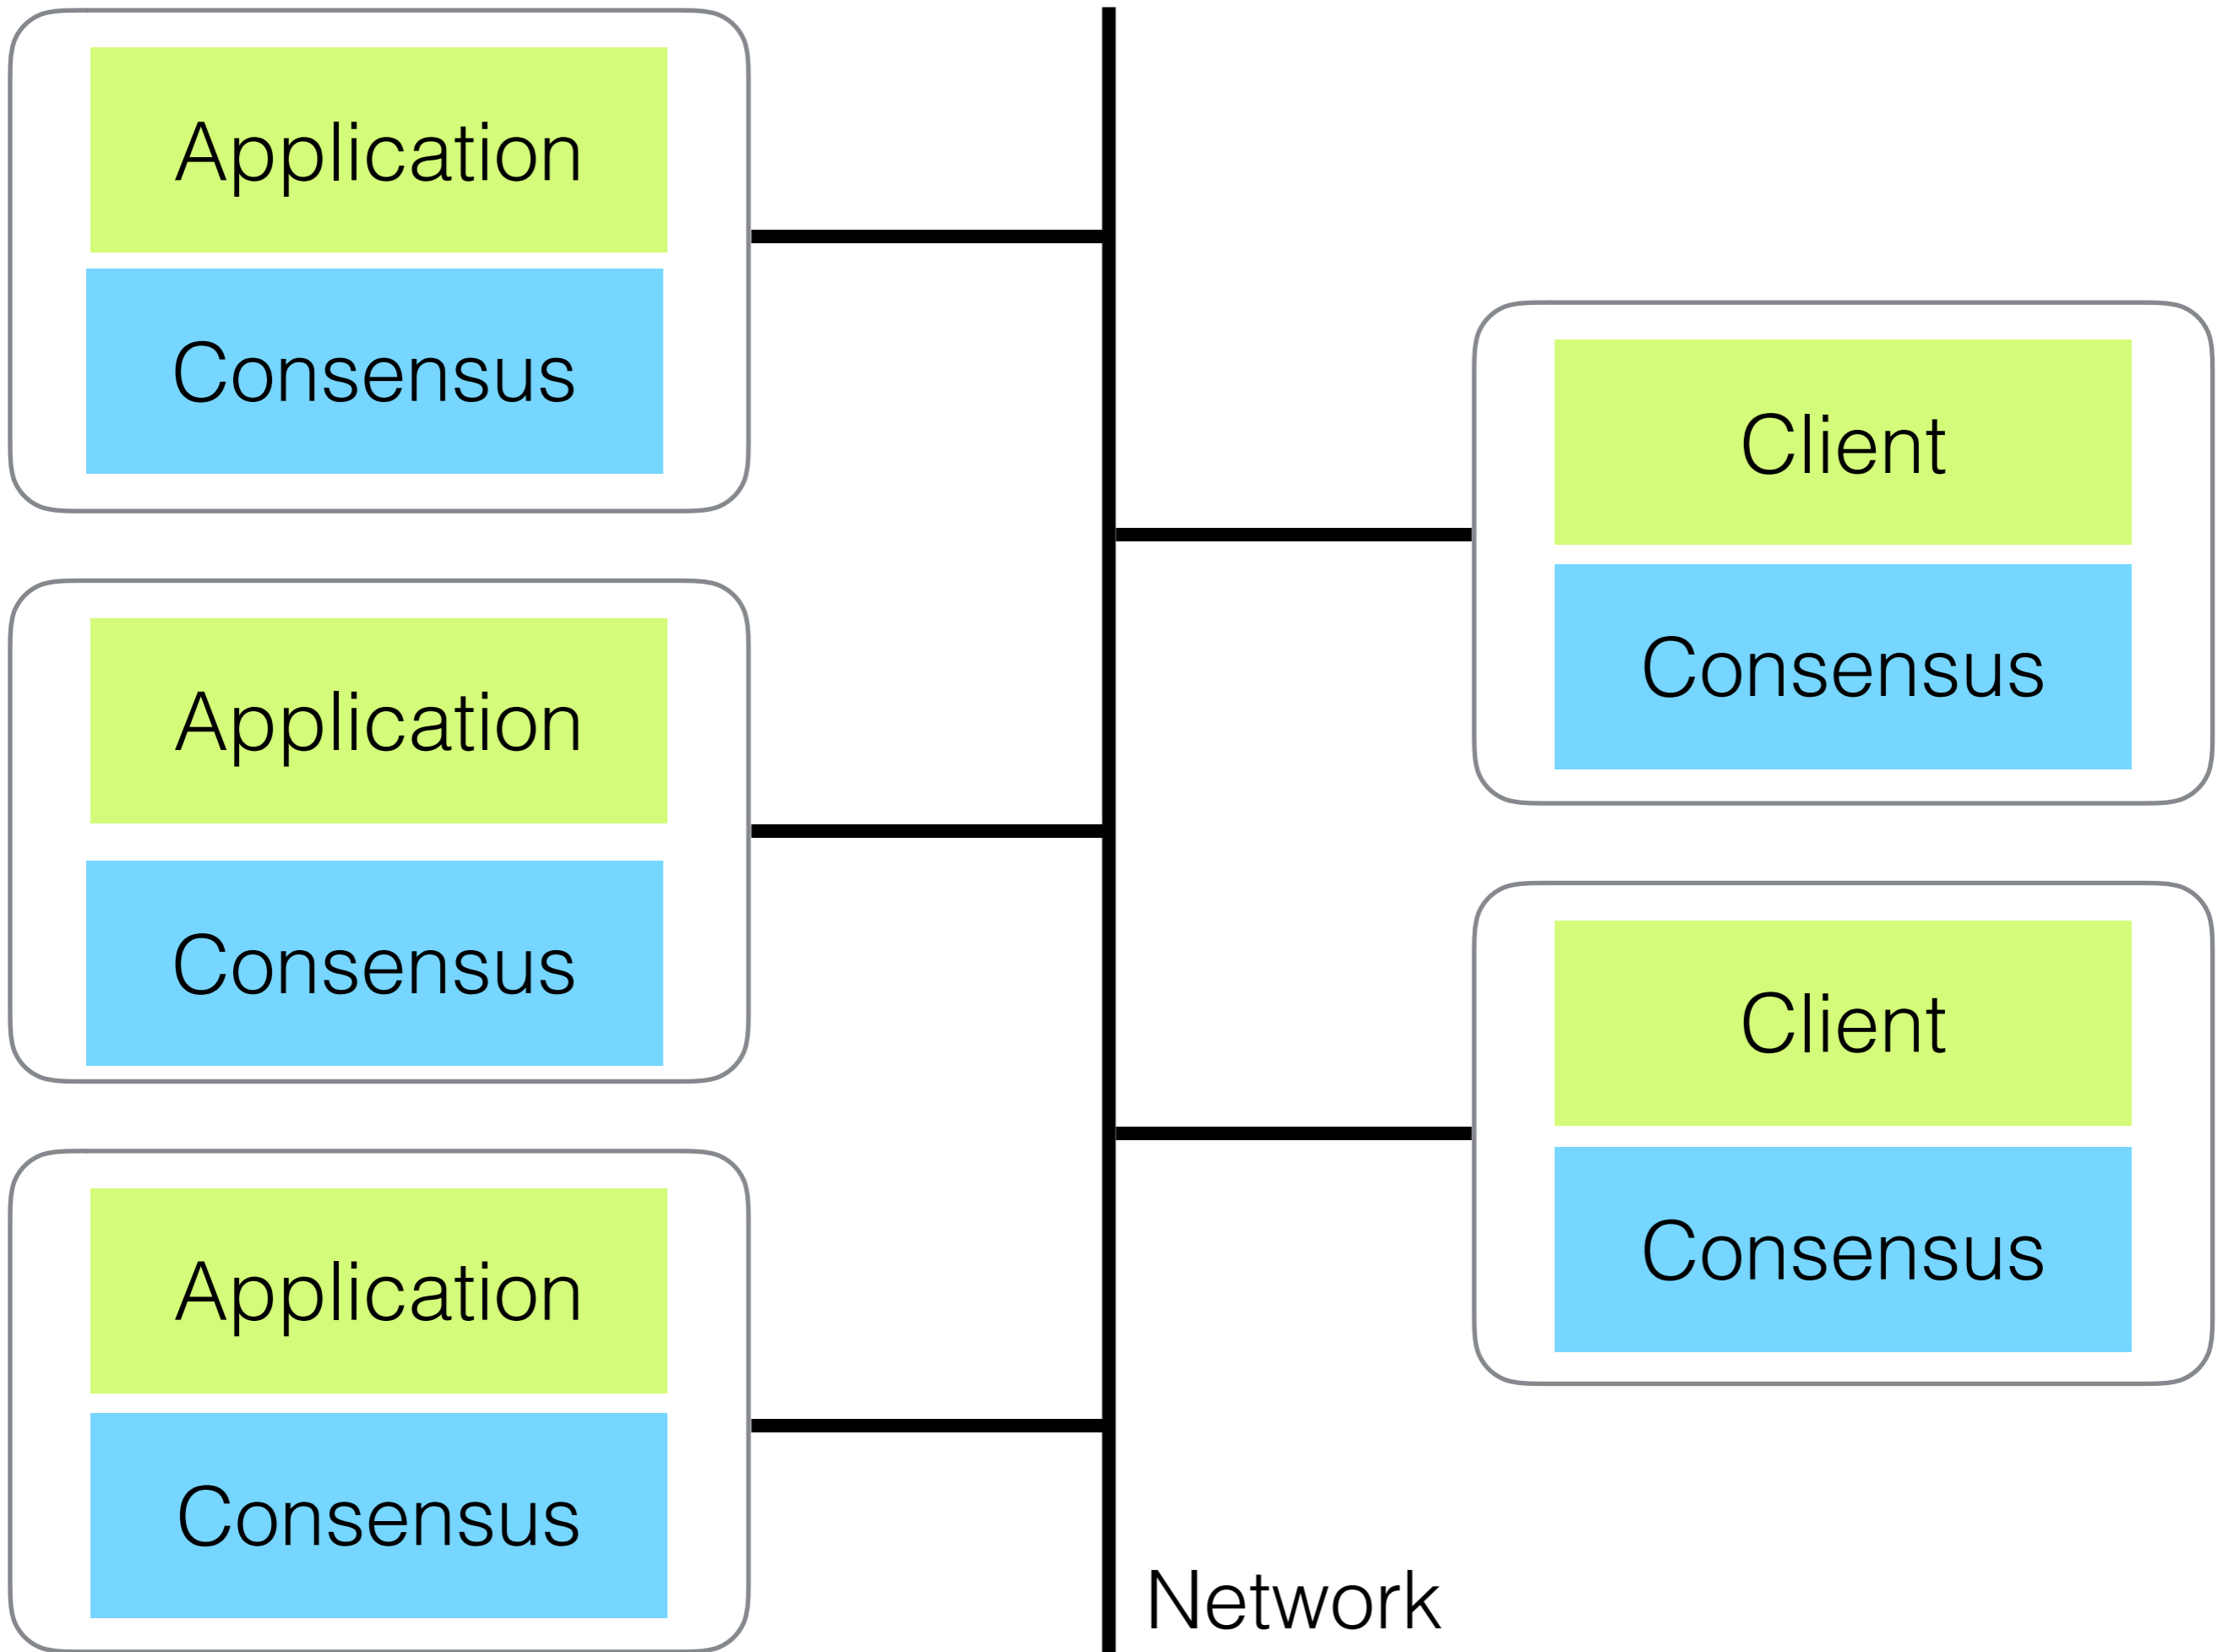 Application
Consensus
Application
Consensus
Application
Consensus
Client
Consensus
Client
Consensus
Network